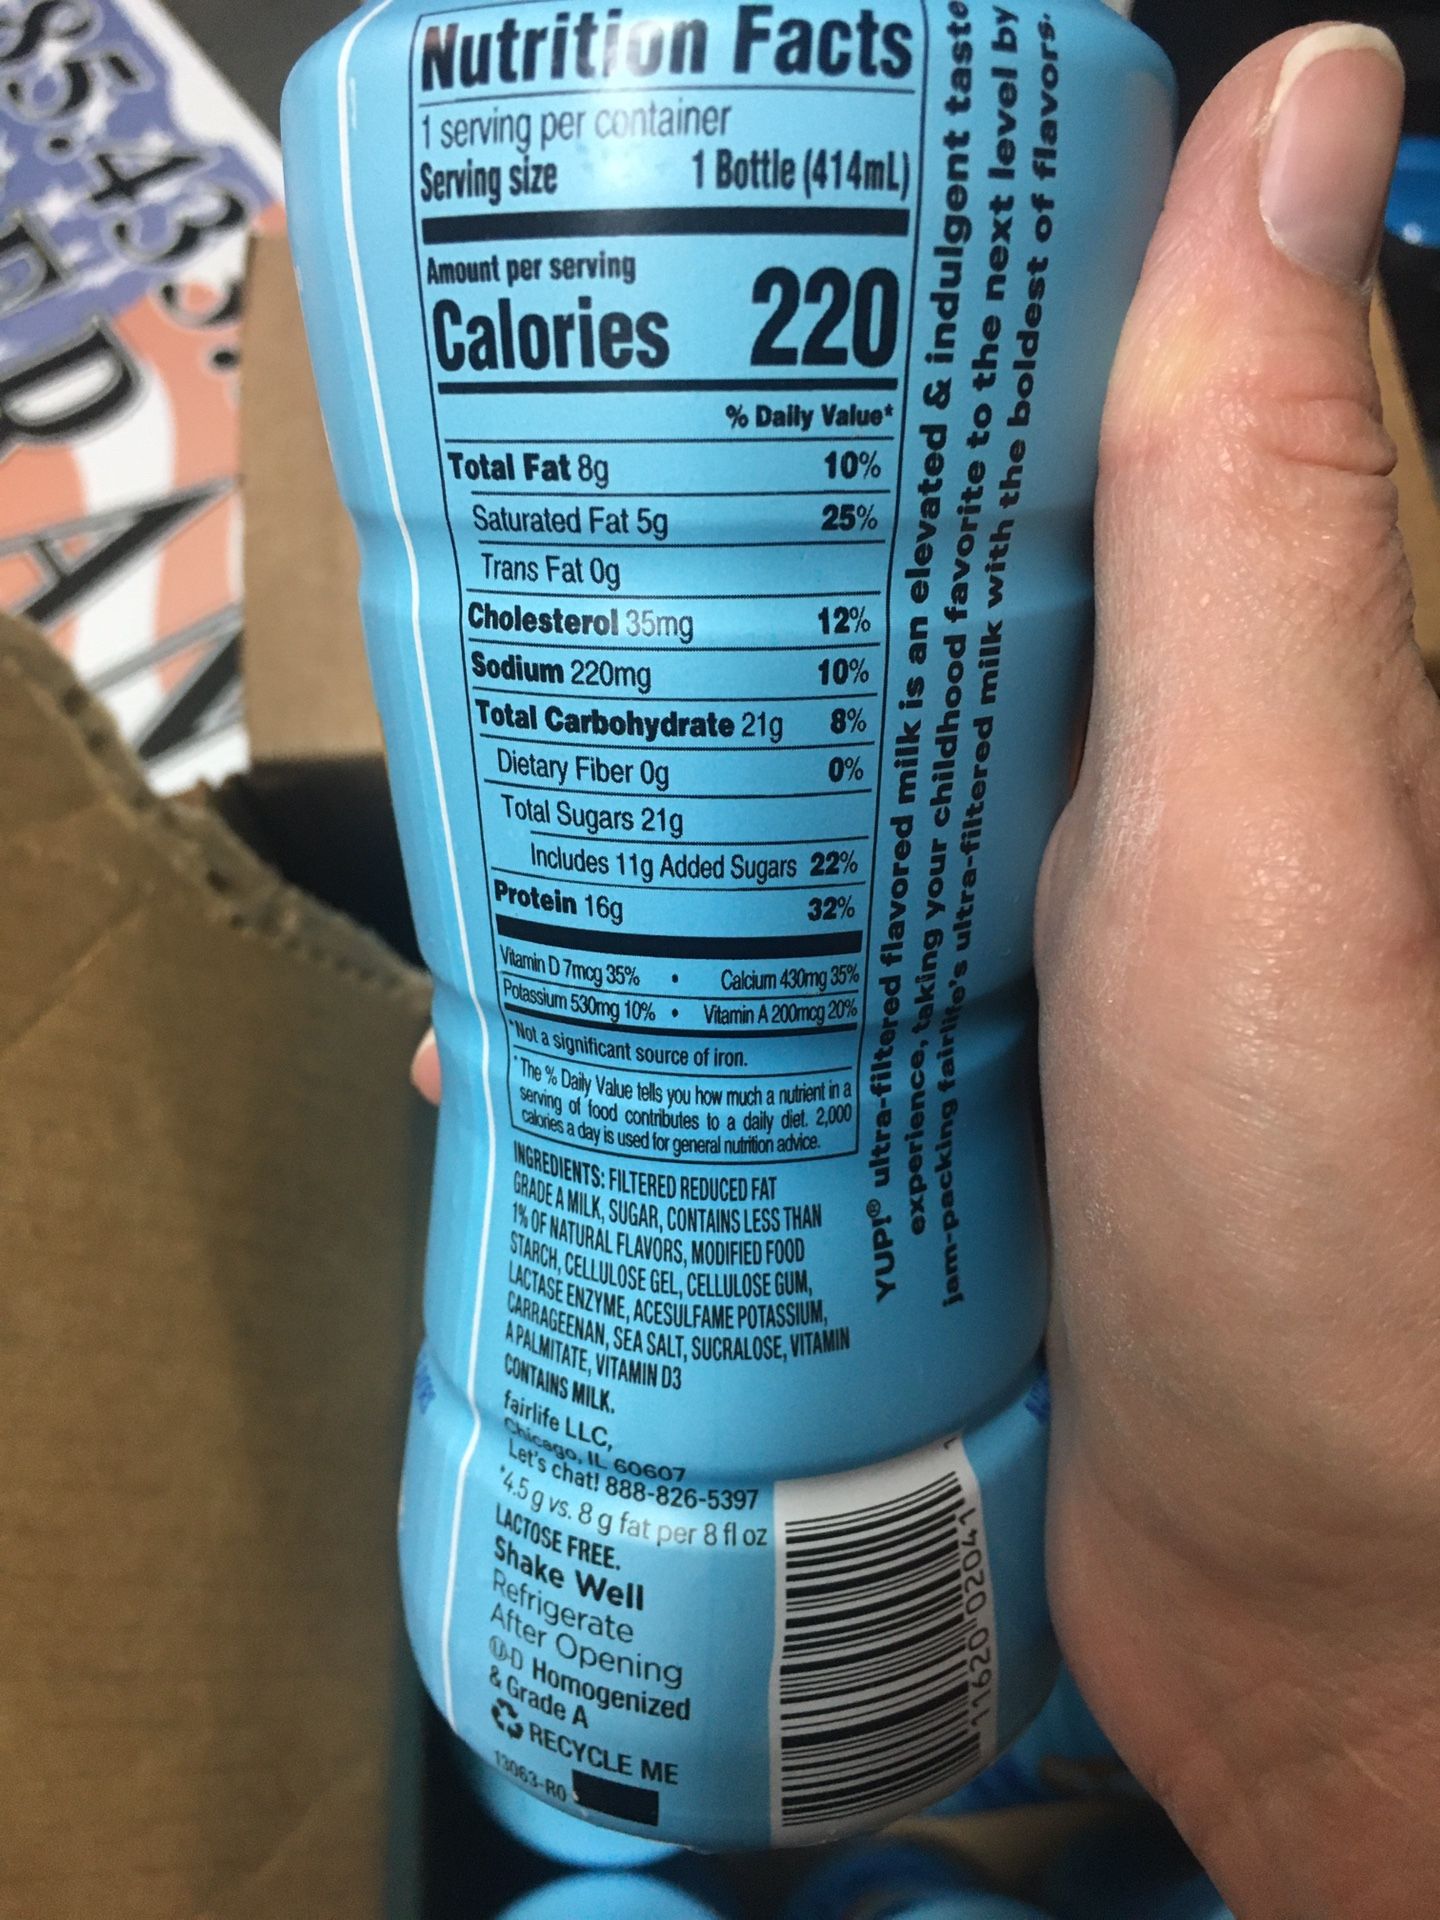 Nutrition Facts
1 serving per container
Serving size 1 Bottle (414mL)
Amount per serving
Calories 220
% Daily Value*
Total Fat 8g 10%
Saturated Fat 5g 25%
Trans Fat 0g
Cholesterol 35mg 12%
Sodium 220mg 10%
Total Carbohydrate 21g 8%
Dietary Fiber 0g 0%
Total Sugars 21g
Includes 11g Added Sugars 22%
Protein 16g 32%
Vitamin D 7mcg 35% • Calcium 430mg 35%
Potassium 530mg 10% • Vitamin A 200mcg 20%
*Not a significant source of iron.
*The % Daily Value tells you how much a nutrient in a
serving of food contributes to a daily diet. 2,000
calories a day is used for general nutrition advice.
INGREDIENTS: FILTERED REDUCED FAT
GRADE A MILK, SUGAR, CONTAINS LESS THAN
1% OF NATURAL FLAVORS, MODIFIED FOOD
STARCH, CELLULOSE GEL, CELLULOSE GUM,
LACTASE ENZYME, ACESULFAME POTASSIUM,
CARRAGEENAN, SEA SALT, SUCRALOSE, VITAMIN
A PALMITATE, VITAMIN D3
CONTAINS MILK.
fairlife LLC,
Chicago, IL 60607
Let's chat! 888-826-5397
*4.5 g vs. 8 g fat per 8 fl oz
LACTOSE FREE.
Shake Well
Refrigerate
After Opening
ⓊD Homogenized
& Grade A
RECYCLE ME
13063-R0
YUP!® ultra-filtered flavored milk is an elevated & indulgent taste
experience, taking your childhood favorite to the next level by
jam-packing fairlife's ultra-filtered milk with the boldest of flavors.
11620 02041